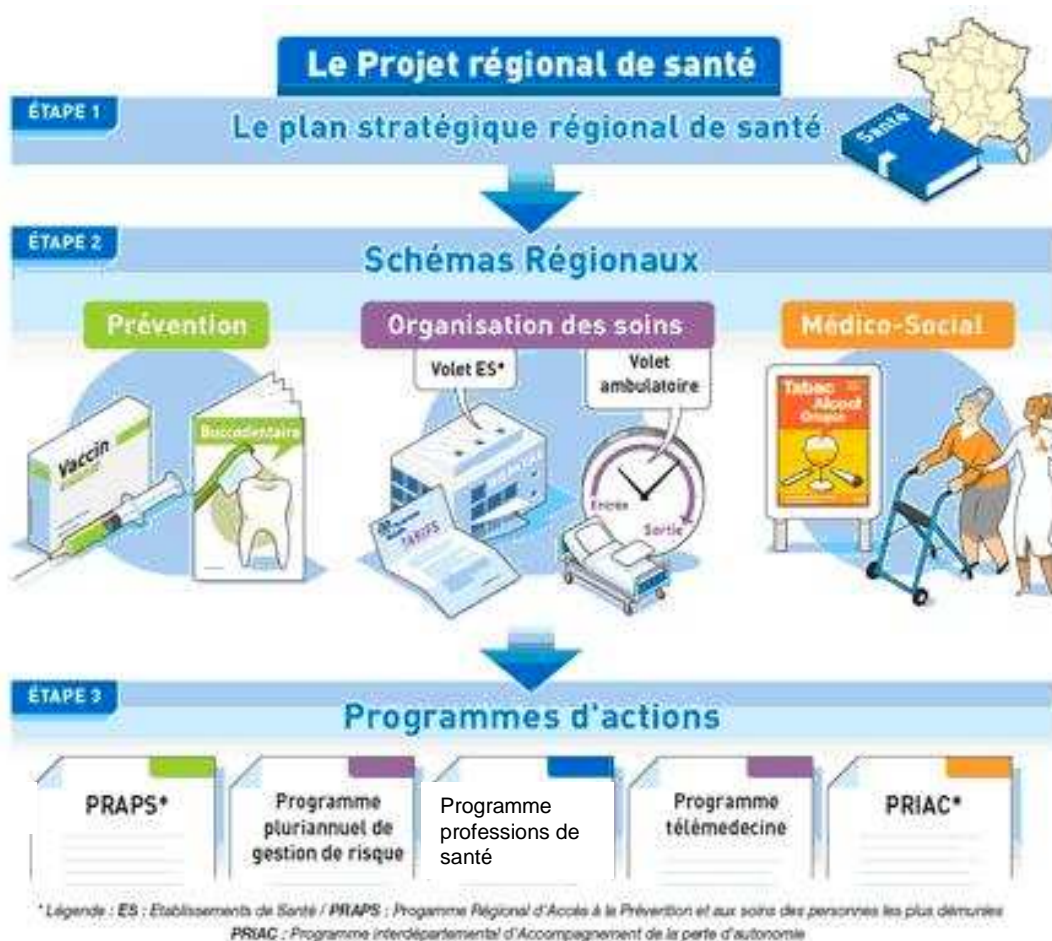 Le Projet régional de santé
ÉTAPE 1
Le plan stratégique régional de santé
Santé
ÉTAPE 2
Schémas Régionaux
Prévention
Organisation des soins
Médico-Social
Volet ES*
Volet
ambulatoire
Vaccin
Buccodentaire
TARIFS
Entrée
Sortie
Tabac
Alcool
Drogue
ÉTAPE 3
Programmes d'actions
PRAPS*
Programme
pluriannuel de
gestion de risque
Programme
professions de
santé
Programme
télémedecine
PRIAC*
* Légende : ES : Etablissements de Santé / PRAPS : Progamme Régional d'Accès à la Prévention et aux soins des personnes les plus démunies
PRIAC : Programme interdépartemental d'Accompagnement de la perte d'autonomie